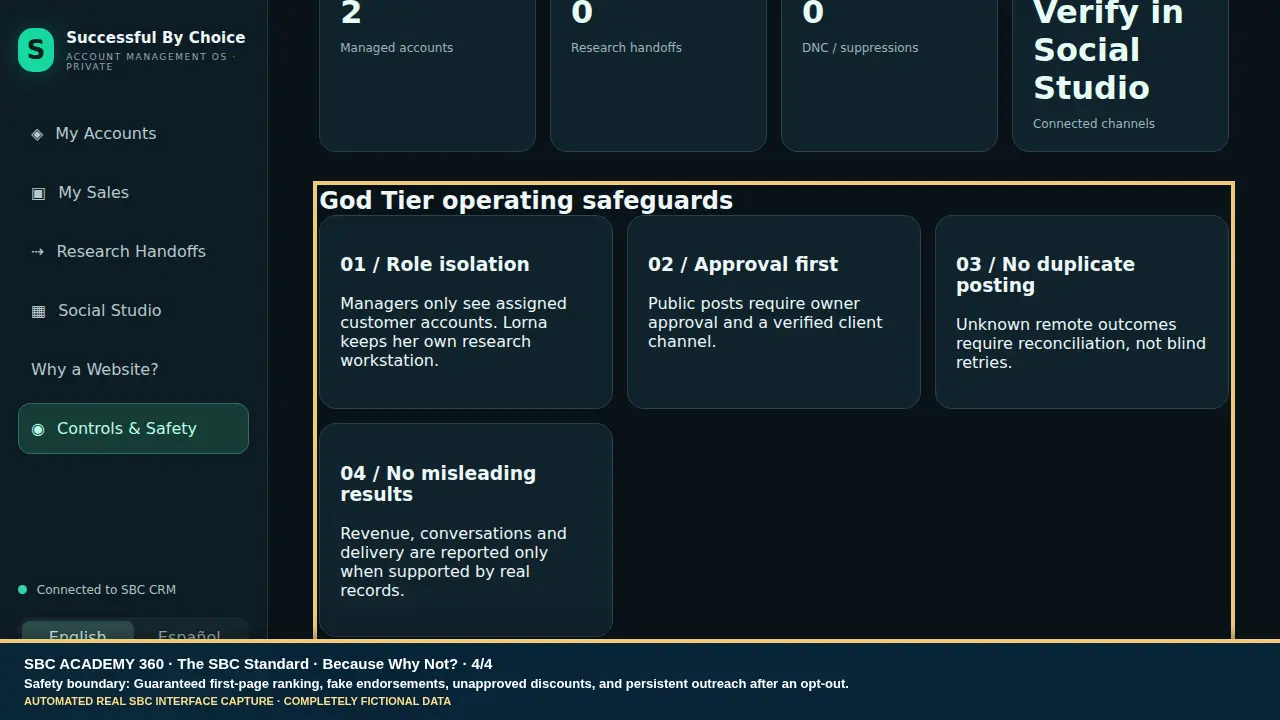 S
Successful By Choice
ACCOUNT MANAGEMENT OS ·
PRIVATE
My Accounts
My Sales
Research Handoffs
Social Studio
Why a Website?
Controls & Safety
Connected to SBC CRM
English
Español
2
Managed accounts
0
Research handoffs
0
DNC / suppressions
Verify in
Social
Studio
Connected channels
God Tier operating safeguards
01 / Role isolation
Managers only see assigned
customer accounts. Lorna
keeps her own research
workstation.
02 / Approval first
Public posts require owner
approval and a verified client
channel.
03 / No duplicate
posting
Unknown remote outcomes
require reconciliation, not blind
retries.
04 / No misleading
results
Revenue, conversations and
delivery are reported only
when supported by real
records.
SBC ACADEMY 360 · The SBC Standard · Because Why Not? · 4/4
Safety boundary: Guaranteed first-page ranking, fake endorsements, unapproved discounts, and persistent outreach after an opt-out.
AUTOMATED REAL SBC INTERFACE CAPTURE · COMPLETELY FICTIONAL DATA